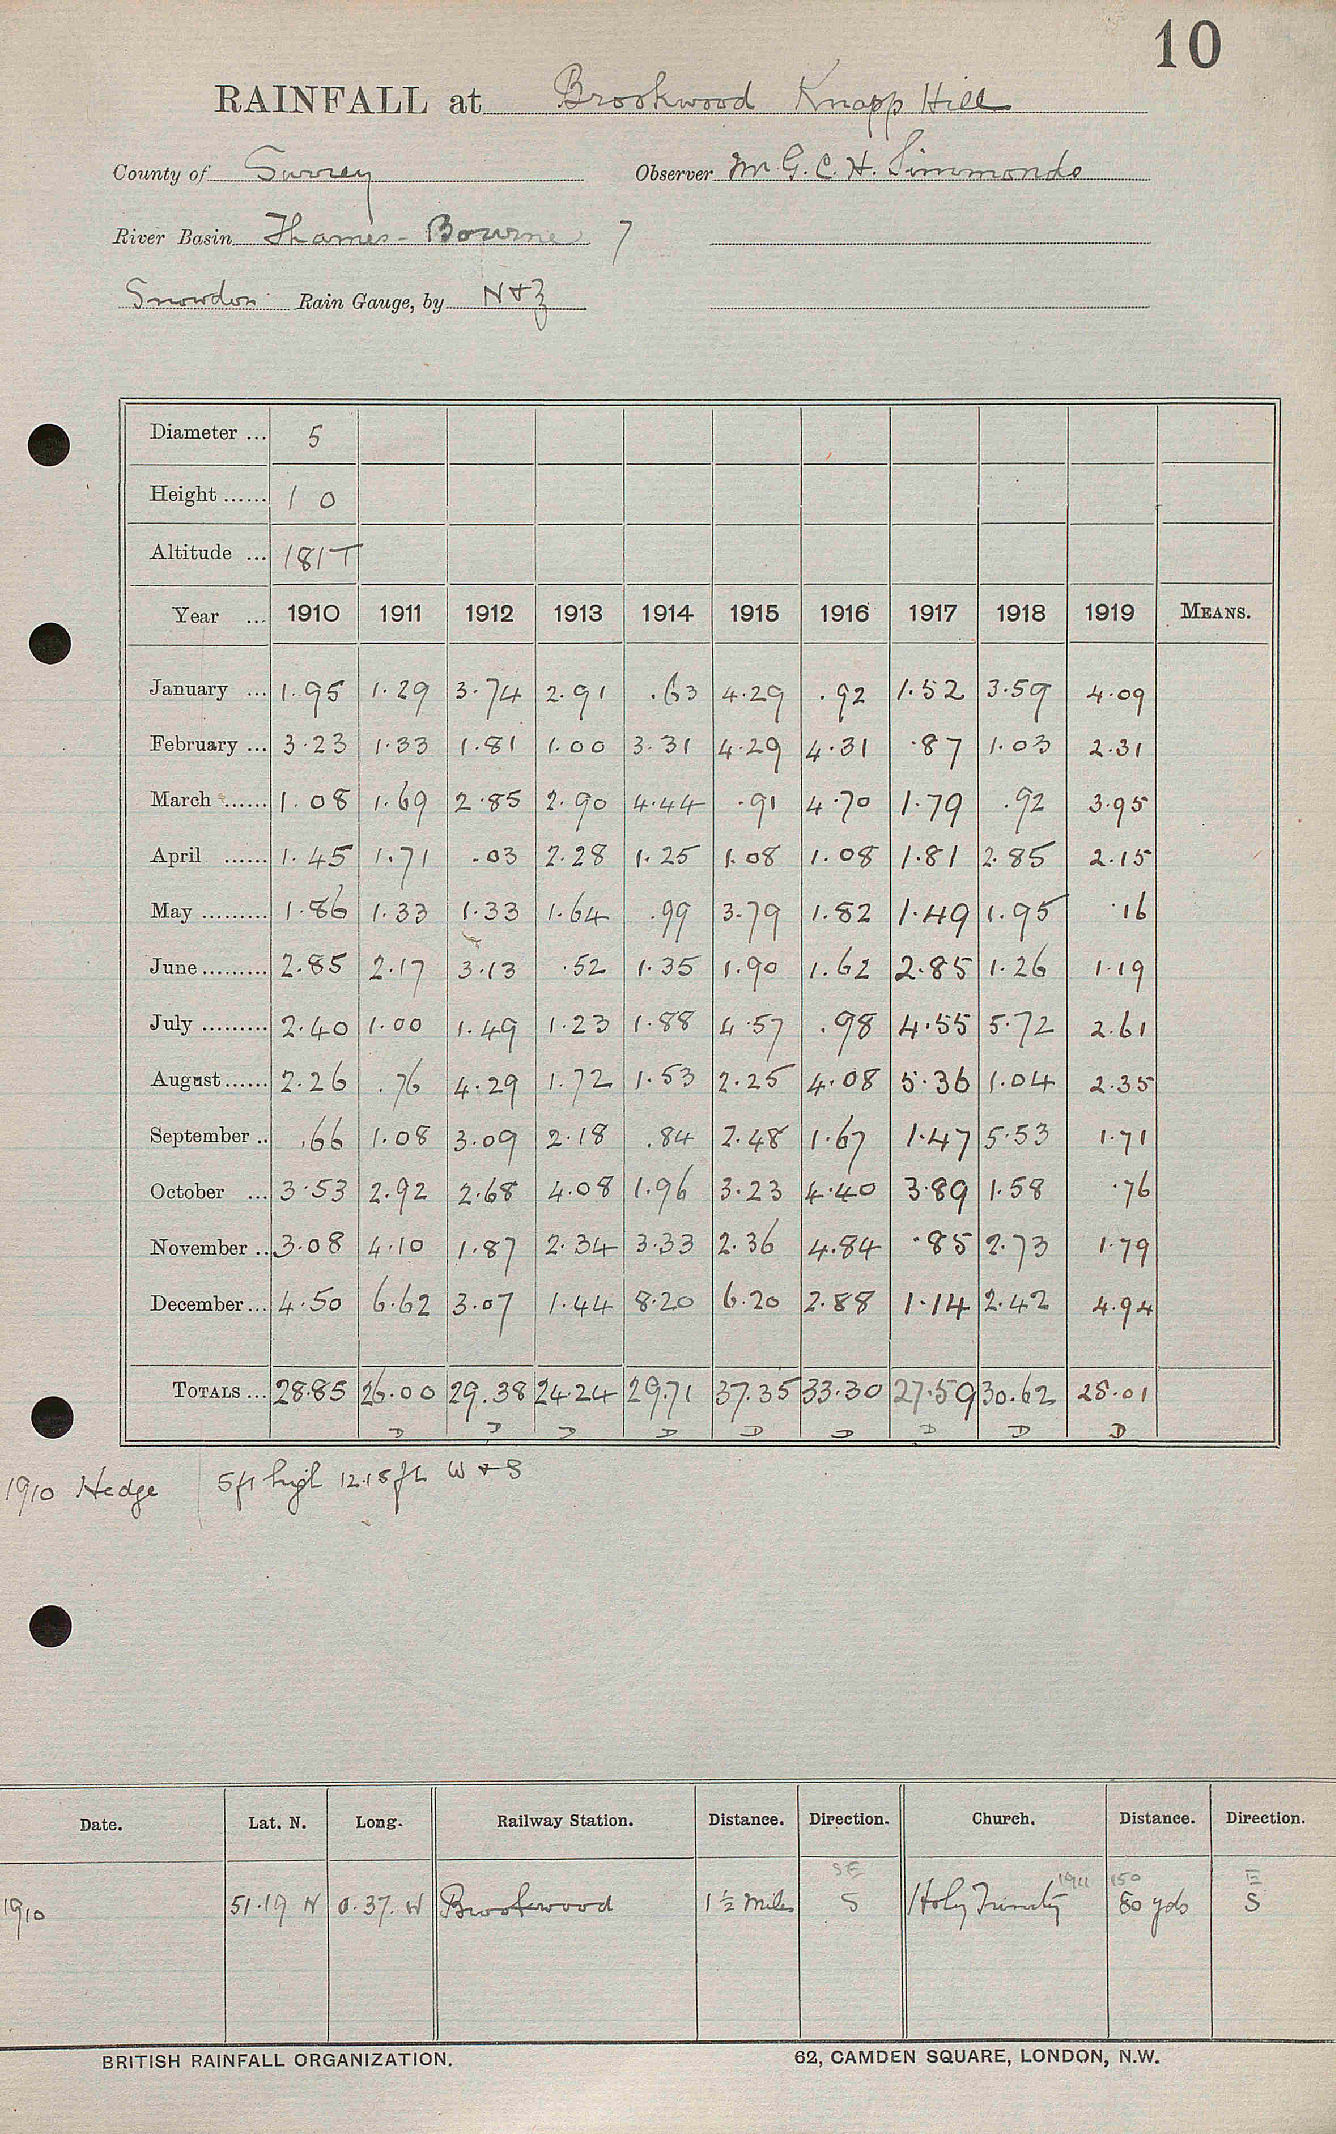 10
RAINFALL at Brookwood Knapp Hill
County of Surrey Observer Mr G. C. H. Simmonds
River Basin Thames - Bourne 7
Snowdon Rain Gauge, by N & Z
Diameter ... 5
Height ...... 1 0
Altitude ... 181 T
Year ... 1910 1911 1912 1913 1914 1915 1916 1917 1918 1919 MEANS.
January ... 1.95 1.29 3.74 2.91 .63 4.29 .92 1.52 3.59 4.09
February ... 3.23 1.33 1.81 1.00 3.31 4.29 4.31 .87 1.03 2.31
March ...... 1.08 1.69 2.85 2.90 4.44 .91 4.70 1.79 .92 3.95
April ...... 1.45 1.71 .03 2.28 1.25 1.08 1.08 1.81 2.85 2.15
May ......... 1.86 1.33 1.33 1.64 .99 3.79 1.82 1.49 1.95 .16
June ......... 2.85 2.17 3.13 .52 1.35 1.90 1.62 2.85 1.26 1.19
July ......... 2.40 1.00 1.49 1.23 1.88 4.57 .98 4.55 5.72 2.61
August ...... 2.26 .76 4.29 1.72 1.53 2.25 4.08 5.36 1.04 2.35
September .. .66 1.08 3.09 2.18 .84 2.48 1.67 1.47 5.53 1.71
October ... 3.53 2.92 2.68 4.08 1.96 3.23 4.40 3.89 1.58 .76
November .. 3.08 4.10 1.87 2.34 3.33 2.36 4.84 .85 2.73 1.79
December ... 4.50 6.62 3.07 1.44 8.20 6.20 2.88 1.14 2.42 4.94
TOTALS ... 28.85 26.00 29.38 24.24 29.71 37.35 33.30 27.59 30.62 28.01
D D D D D D D D D
1910 Hedge 5ft high 12.18 ft W & S
Date. Lat. N. Long. Railway Station. Distance. Direction. Church. Distance. Direction.
SE 1911 150 E
1910 51.19 N 0.37. W Brookwood 1½ miles S Holy Trinity 80 yds S
BRITISH RAINFALL ORGANIZATION. 62, CAMDEN SQUARE, LONDON, N.W.